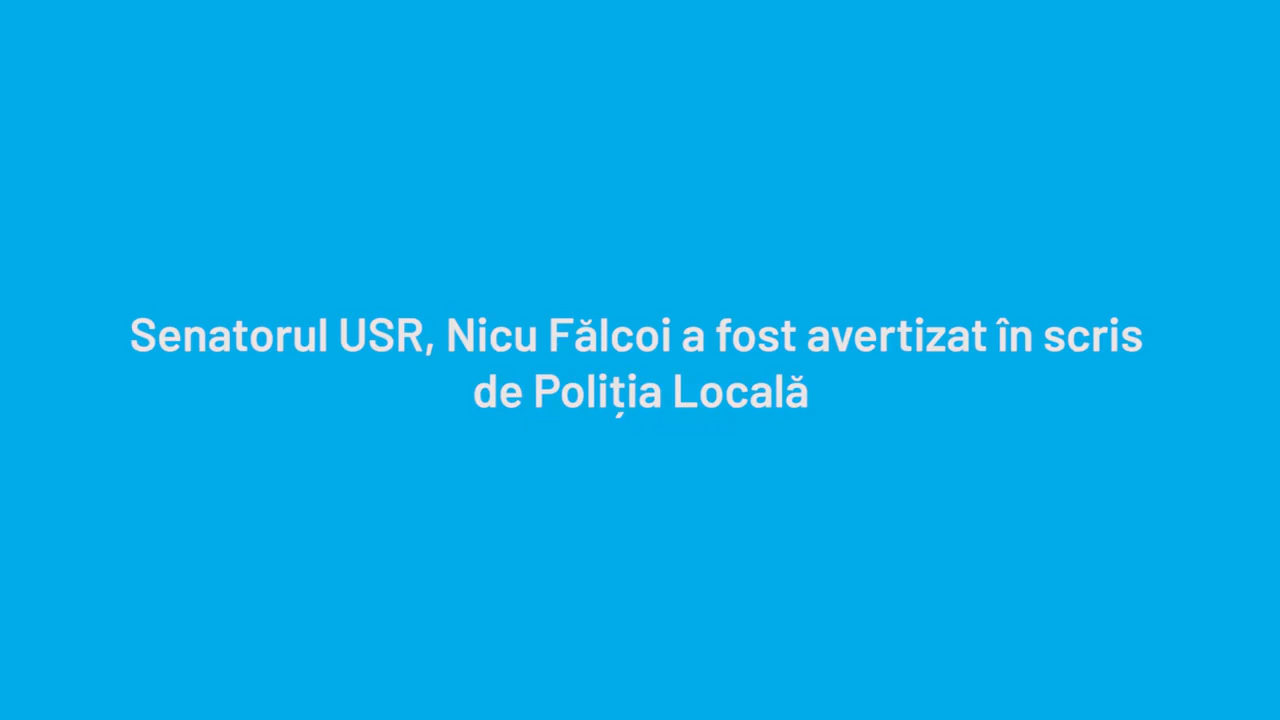 Senatorul USR, Nicu Fălcoi a fost avertizat în scris
de Poliția Locală